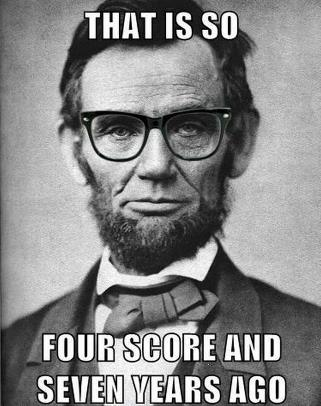 THAT IS SO
FOUR SCORE AND
SEVEN YEARS AGO